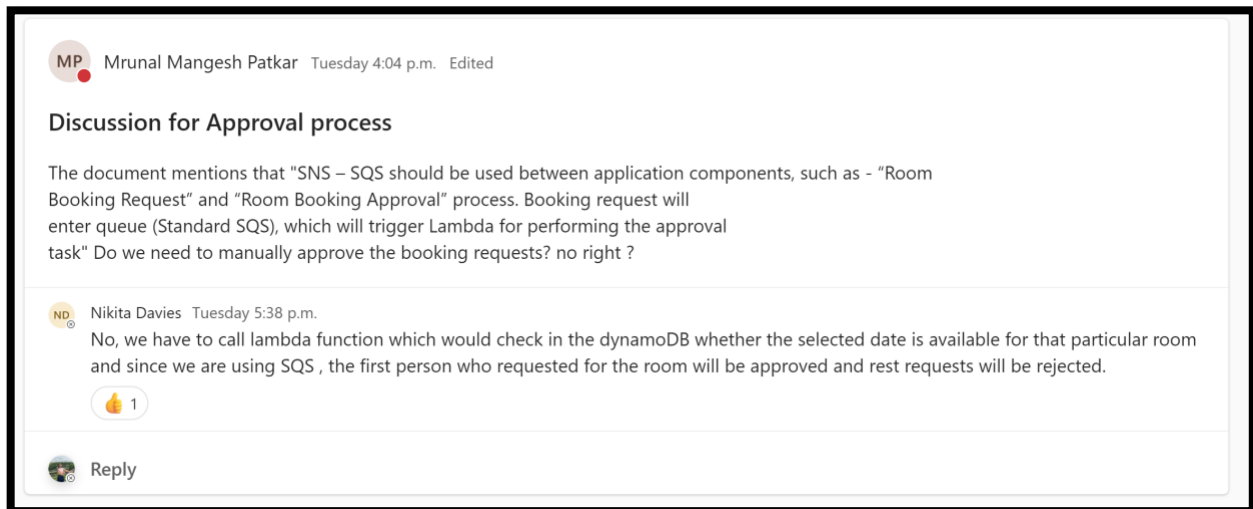 MP Mrunal Mangesh Patkar Tuesday 4:04 p.m. Edited
Discussion for Approval process
The document mentions that "SNS – SQS should be used between application components, such as - “Room
Booking Request” and “Room Booking Approval” process. Booking request will
enter queue (Standard SQS), which will trigger Lambda for performing the approval
task" Do we need to manually approve the booking requests? no right ?
ND Nikita Davies Tuesday 5:38 p.m.
No, we have to call lambda function which would check in the dynamoDB whether the selected date is available for that particular room
and since we are using SQS , the first person who requested for the room will be approved and rest requests will be rejected.
👍 1
Reply